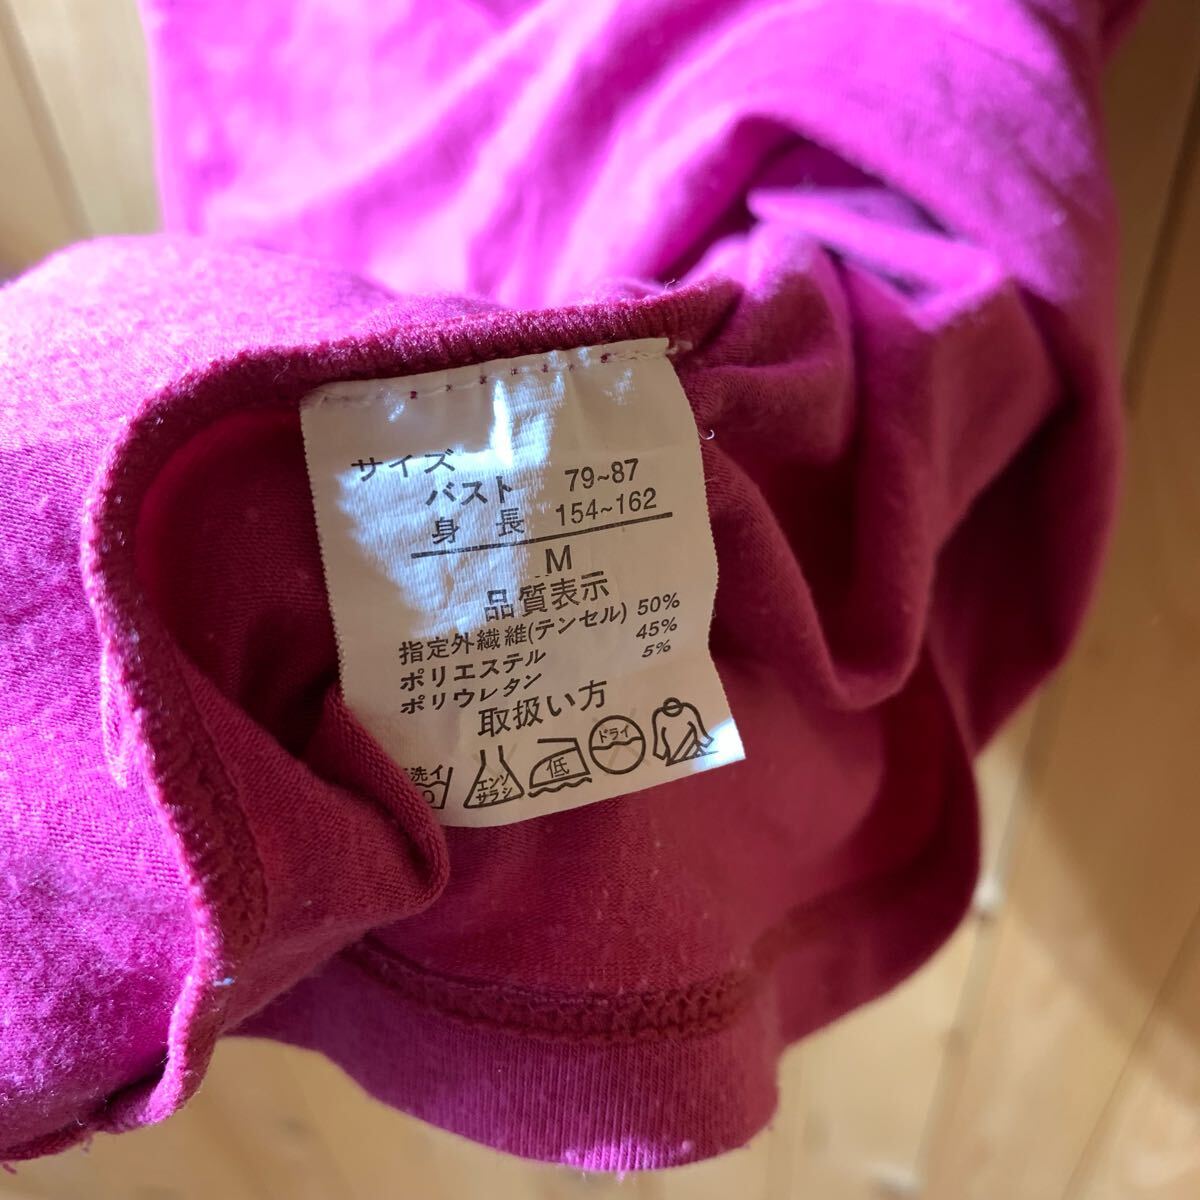 サイズ
バスト 79~87
身長 154~162
M
品質表示
指定外繊維(テンセル) 50%
ポリエステル 45%
ポリウレタン 5%
取扱い方
洗イ
エンソ
サラシ
低
ドライ